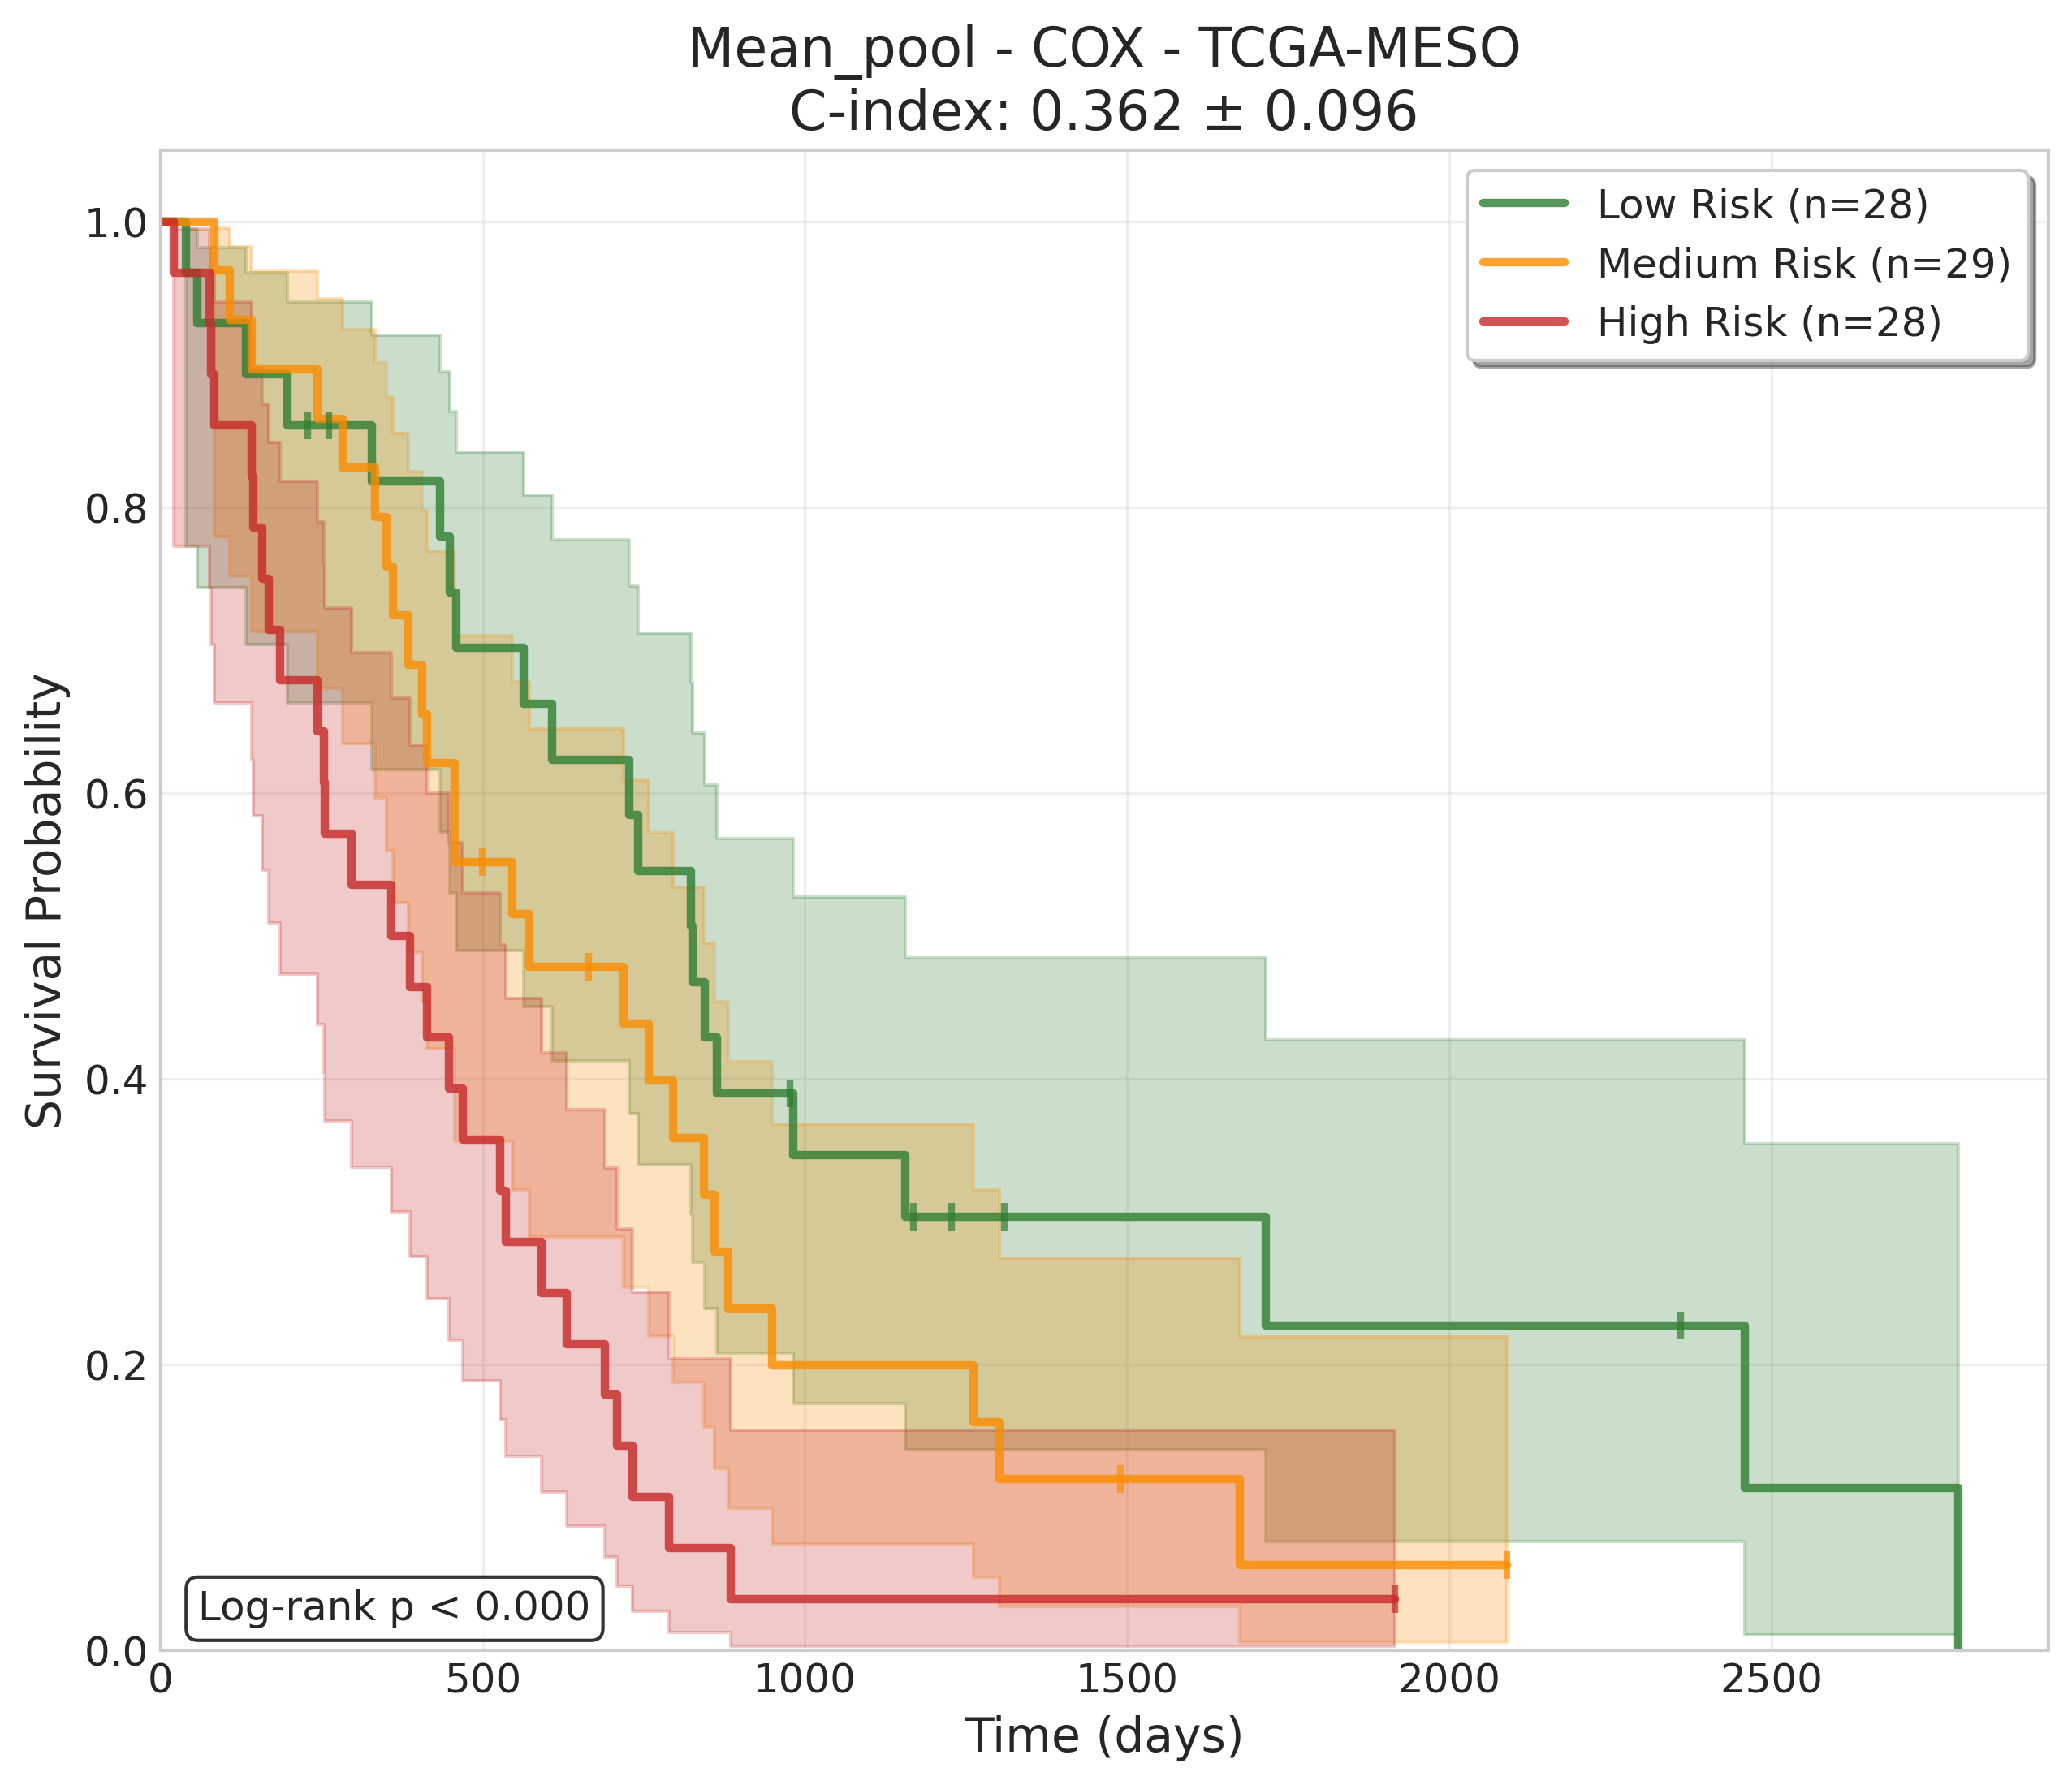 Mean_pool - COX - TCGA-MESO
C-index: 0.362 ± 0.096
Low Risk (n=28)
Medium Risk (n=29)
High Risk (n=28)
Survival Probability
1.0
0.8
0.6
0.4
0.2
0.0
Log-rank p < 0.000
0 500 1000 1500 2000 2500
Time (days)